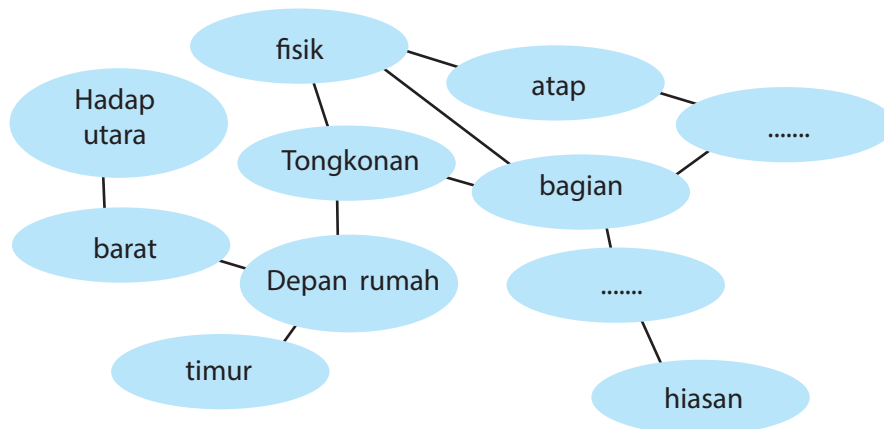 fisik
atap
Hadap
utara
.......
Tongkonan
bagian
barat
Depan rumah
.......
timur
hiasan